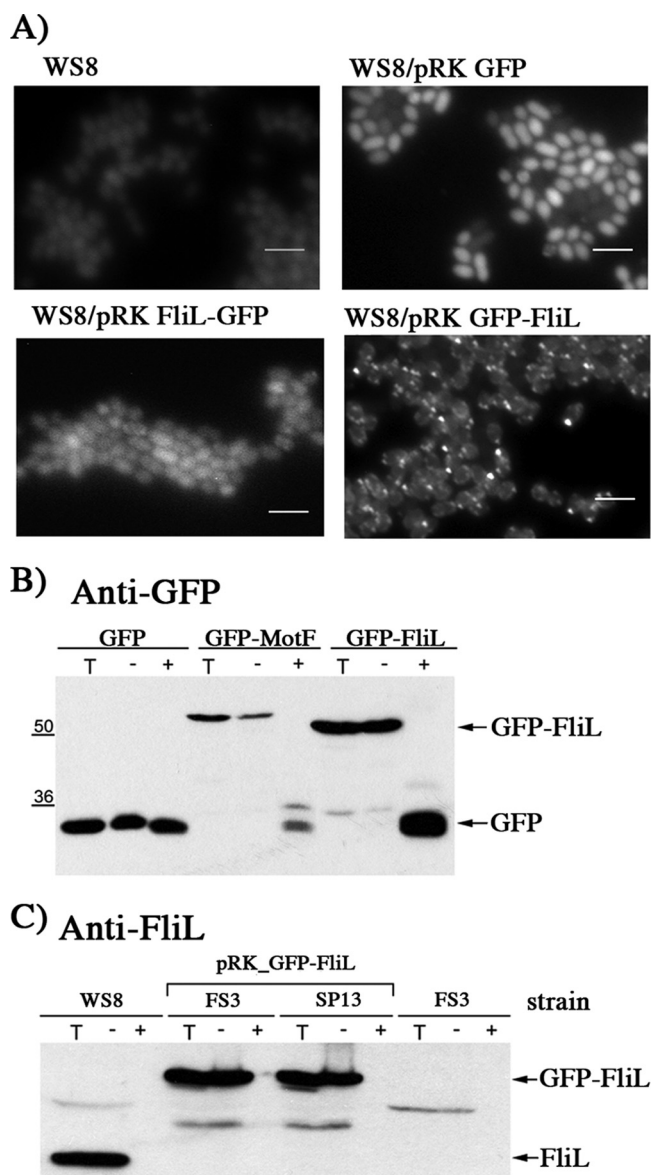 A)
WS8
WS8/pRK GFP
WS8/pRK FliL-GFP
WS8/pRK GFP-FliL
B) Anti-GFP
GFP GFP-MotF GFP-FliL
T - + T - + T - +
50
GFP-FliL
36
GFP
C) Anti-FliL
pRK_GFP-FliL
WS8 FS3 SP13 FS3 strain
T - + T - + T - + T - +
GFP-FliL
FliL